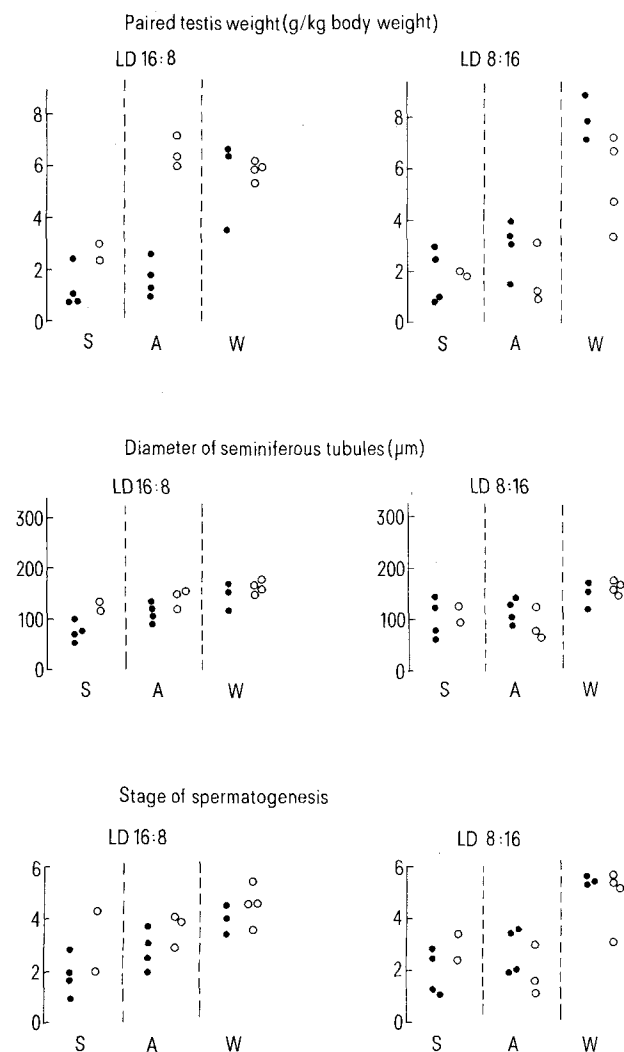 Paired testis weight (g/kg body weight)
LD 16:8
LD 8:16
8
6
4
2
0
S A W
8
6
4
2
0
S A W
Diameter of seminiferous tubules (µm)
LD 16:8
LD 8:16
300
200
100
0
S A W
300
200
100
0
S A W
Stage of spermatogenesis
LD 16:8
LD 8:16
6
4
2
0
S A W
6
4
2
0
S A W